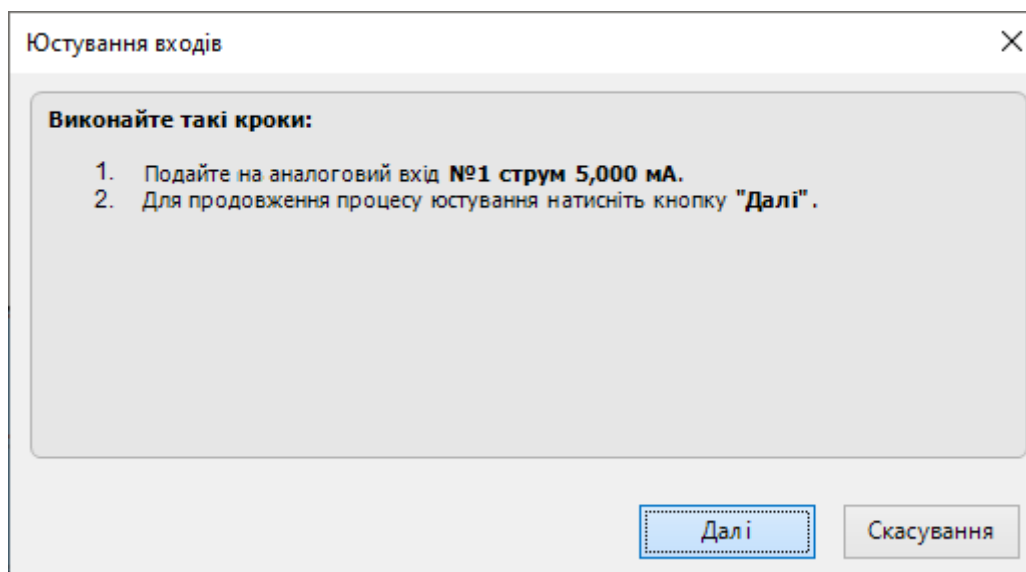 Юстування входів
Виконайте такі кроки:
1. Подайте на аналоговий вхід №1 струм 5,000 мА.
2. Для продовження процесу юстування натисніть кнопку "Далі".
Далі
Скасування